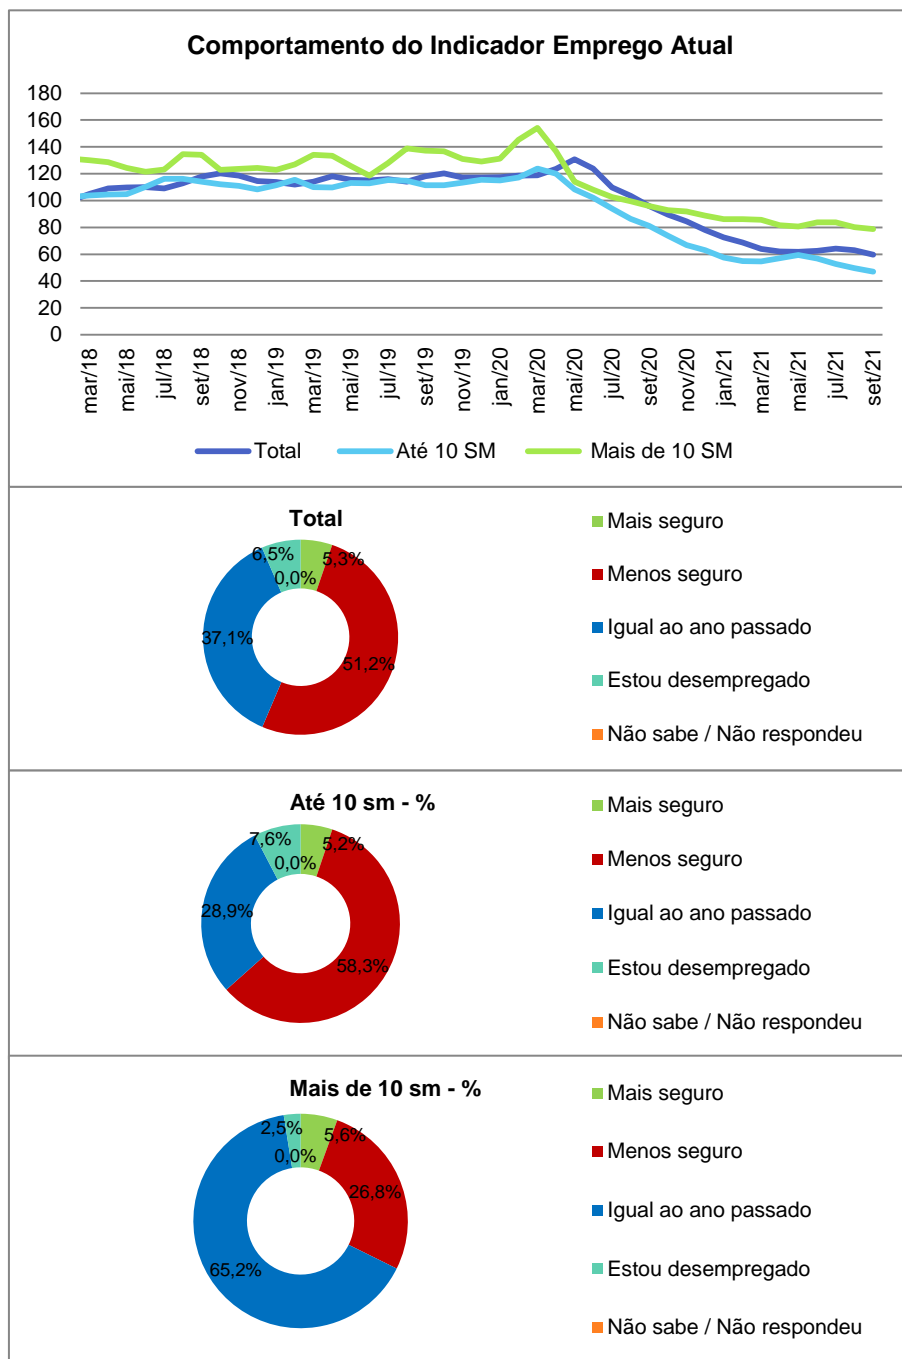 Comportamento do Indicador Emprego Atual
180
160
140
120
100
80
60
40
20
0
mar/18
mai/18
jul/18
set/18
nov/18
jan/19
mar/19
mai/19
jul/19
set/19
nov/19
jan/20
mar/20
mai/20
jul/20
set/20
nov/20
jan/21
mar/21
mai/21
jul/21
set/21
Total Até 10 SM Mais de 10 SM
Total
6,5% 5,3%
0,0%
37,1%
51,2%
Mais seguro
Menos seguro
Igual ao ano passado
Estou desempregado
Não sabe / Não respondeu
Até 10 sm - %
7,6% 5,2%
0,0%
28,9%
58,3%
Mais seguro
Menos seguro
Igual ao ano passado
Estou desempregado
Não sabe / Não respondeu
Mais de 10 sm - %
2,5% 5,6%
0,0%
26,8%
65,2%
Mais seguro
Menos seguro
Igual ao ano passado
Estou desempregado
Não sabe / Não respondeu